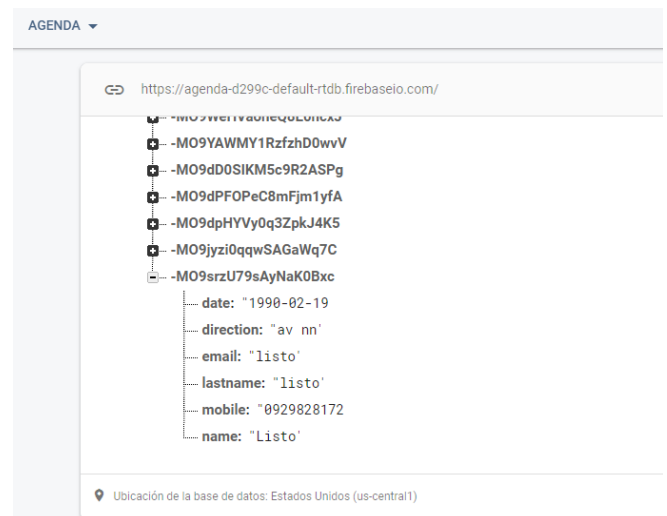 AGENDA
https://agenda-d299c-default-rtdb.firebaseio.com/
-MO9YAWMY1RzfzhD0wvV
-MO9dD0SIKM5c9R2ASPg
-MO9dPFOPeC8mFjm1yfA
-MO9dpHYVy0q3ZpkJ4K5
-MO9jyzi0qqwSAGaWq7C
-MO9srzU79sAyNaK0Bxc
date: "1990-02-19
direction: "av nn"
email: "listo"
lastname: "listo"
mobile: "0929828172
name: "Listo"
Ubicación de la base de datos: Estados Unidos (us-central1)